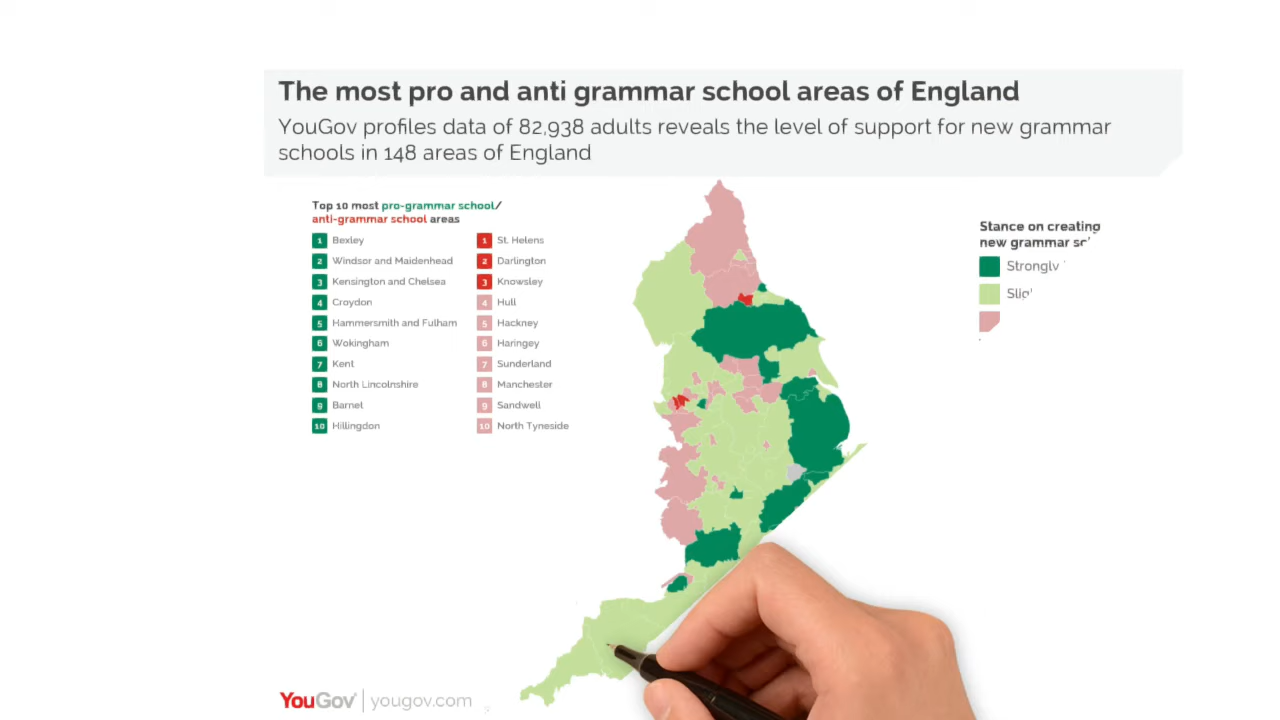 The most pro and anti grammar school areas of England
YouGov profiles data of 82,938 adults reveals the level of support for new grammar
schools in 148 areas of England
Top 10 most pro-grammar school/
anti-grammar school areas
1 Bexley
2 Windsor and Maidenhead
3 Kensington and Chelsea
4 Croydon
5 Hammersmith and Fulham
6 Wokingham
7 Kent
8 North Lincolnshire
9 Barnet
10 Hillingdon
1 St. Helens
2 Darlington
3 Knowsley
4 Hull
5 Hackney
6 Haringey
7 Sunderland
8 Manchester
9 Sandwell
10 North Tyneside
Stance on creating
new grammar
YouGov yougov.com